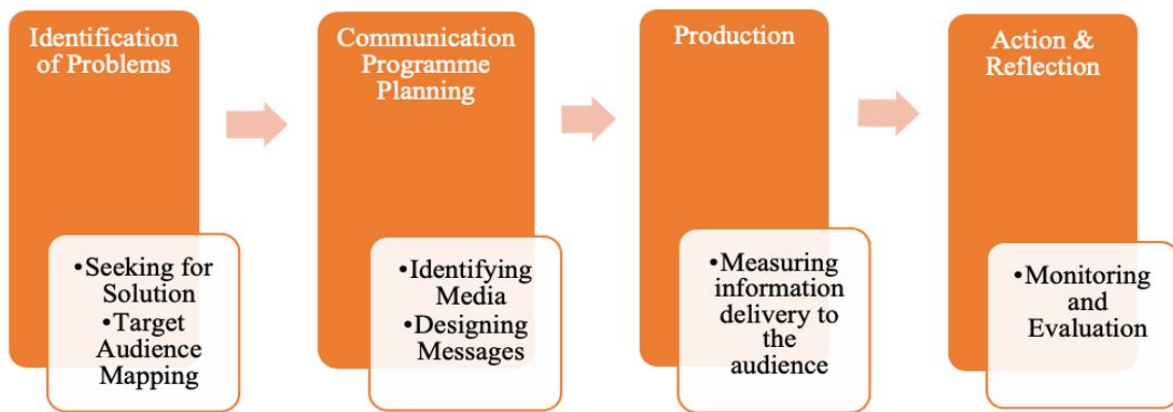 Identification
of Problems
•Seeking for
Solution
•Target
Audience
Mapping
Communication
Programme
Planning
•Identifying
Media
•Designing
Messages
Production
•Measuring
information
delivery to
the
audience
Action &
Reflection
•Monitoring
and
Evaluation